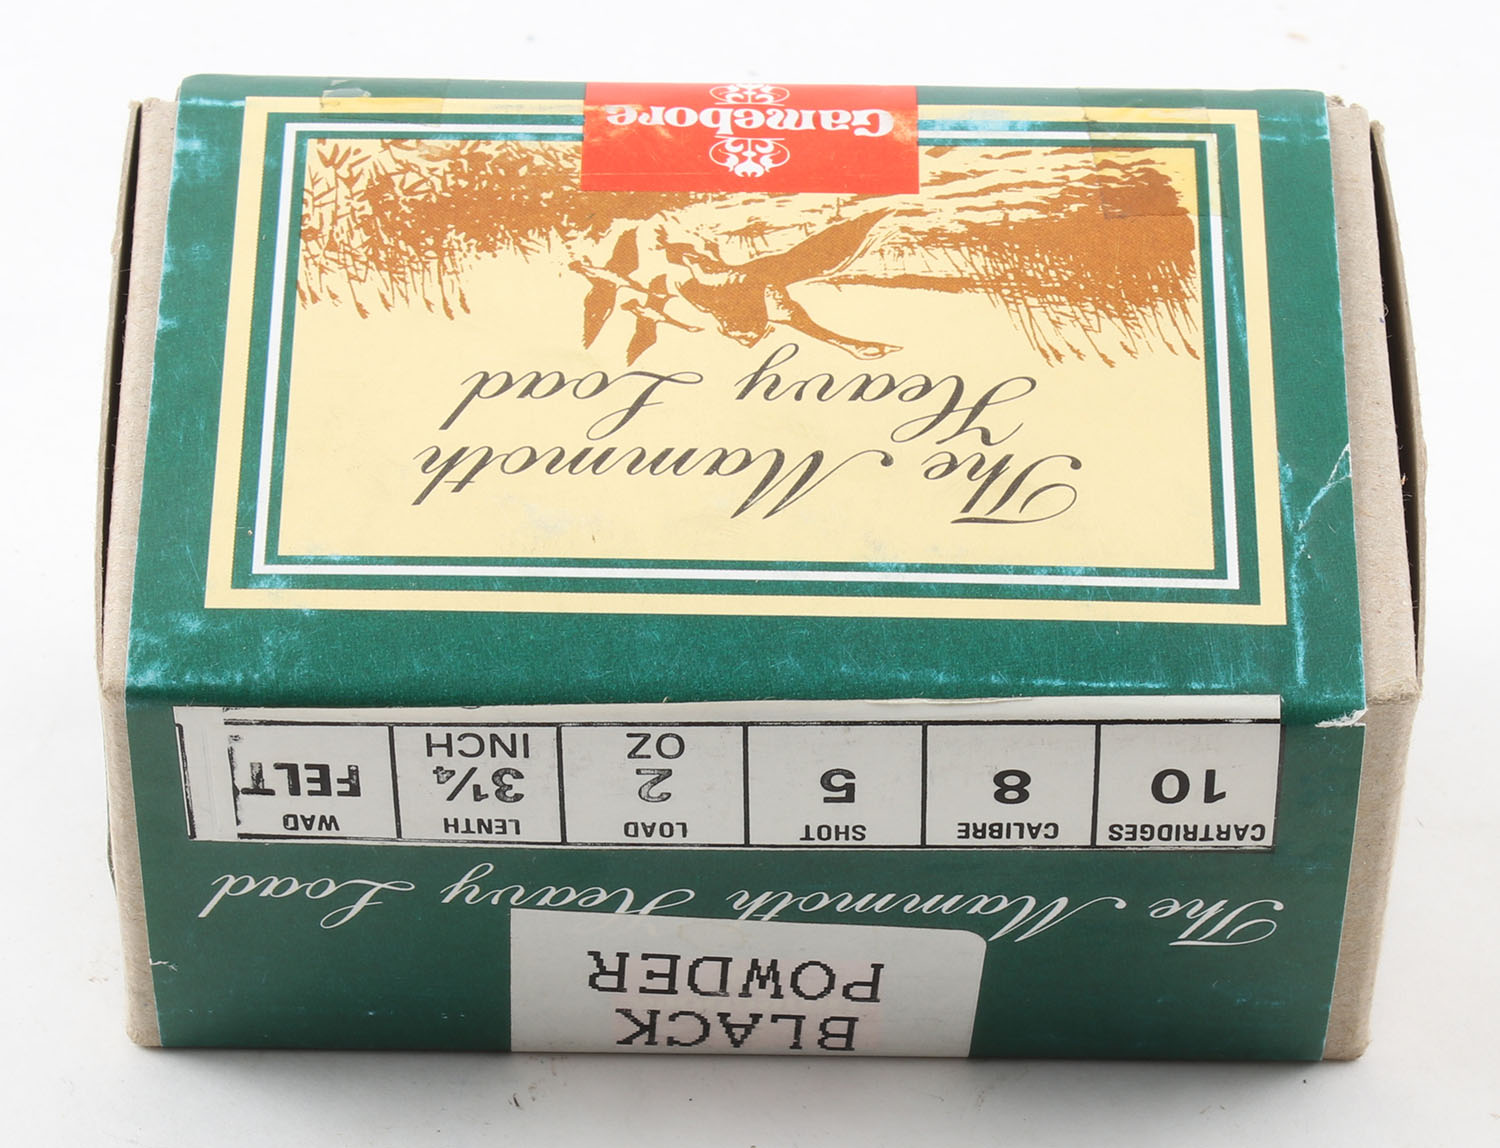 BLACK
POWDER
The Mammoth Heavy Load
CARTRIDGES CALIBRE SHOT LOAD LENTH WAD
10 8 5 2 3¼ FELT
OZ INCH
The Mammoth
Heavy Load
Gamebore